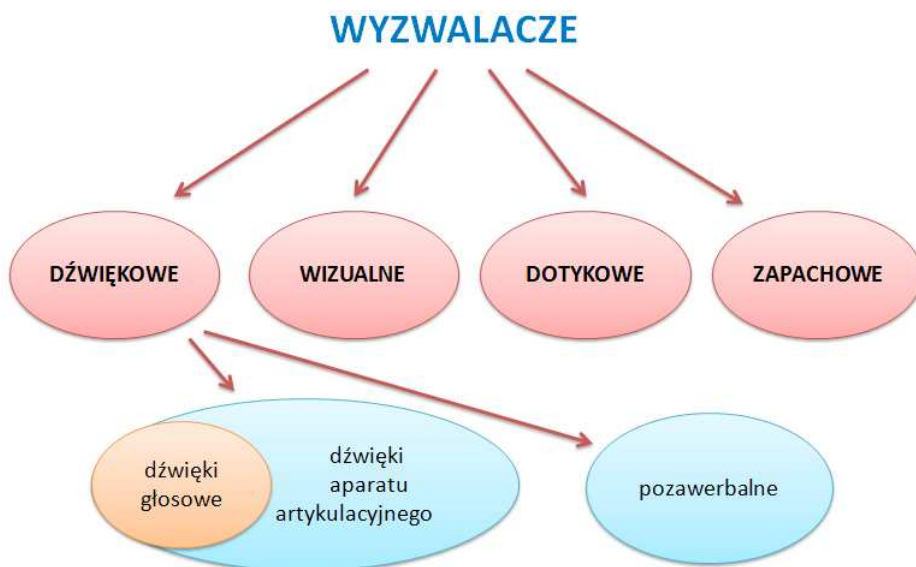 WYZWALACZE
DŹWIĘKOWE
WIZUALNE
DOTYKOWE
ZAPACHOWE
dźwięki
głosowe
dźwięki
aparatu
artykulacyjnego
pozawerbalne